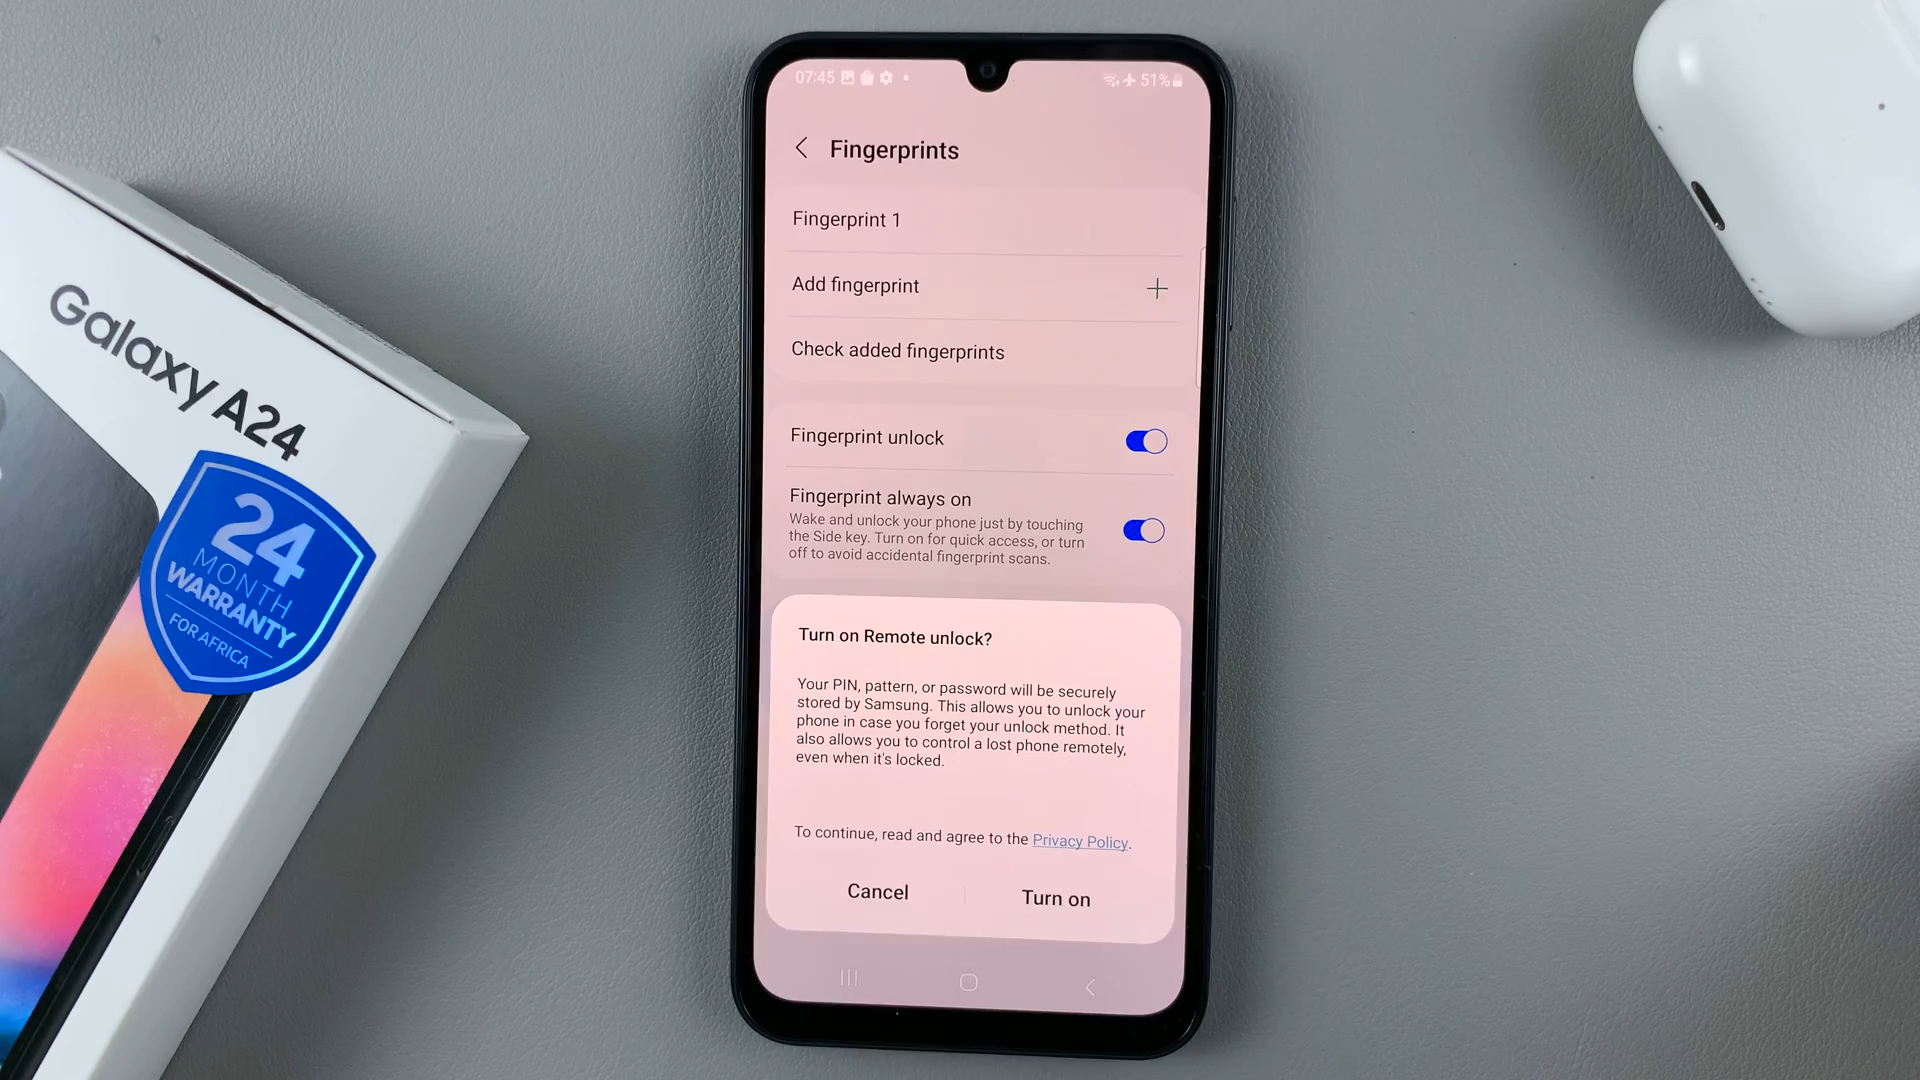 Galaxy A24
24
MONTH
WARRANTY
FOR AFRICA
07:45
51%
Fingerprints
Fingerprint 1
Add fingerprint
Check added fingerprints
Fingerprint unlock
Fingerprint always on
Wake and unlock your phone just by touching
the Side key. Turn on for quick access, or turn
off to avoid accidental fingerprint scans.
Turn on Remote unlock?
Your PIN, pattern, or password will be securely
stored by Samsung. This allows you to unlock your
phone in case you forget your unlock method. It
also allows you to control a lost phone remotely,
even when it's locked.
To continue, read and agree to the Privacy Policy.
Cancel
Turn on